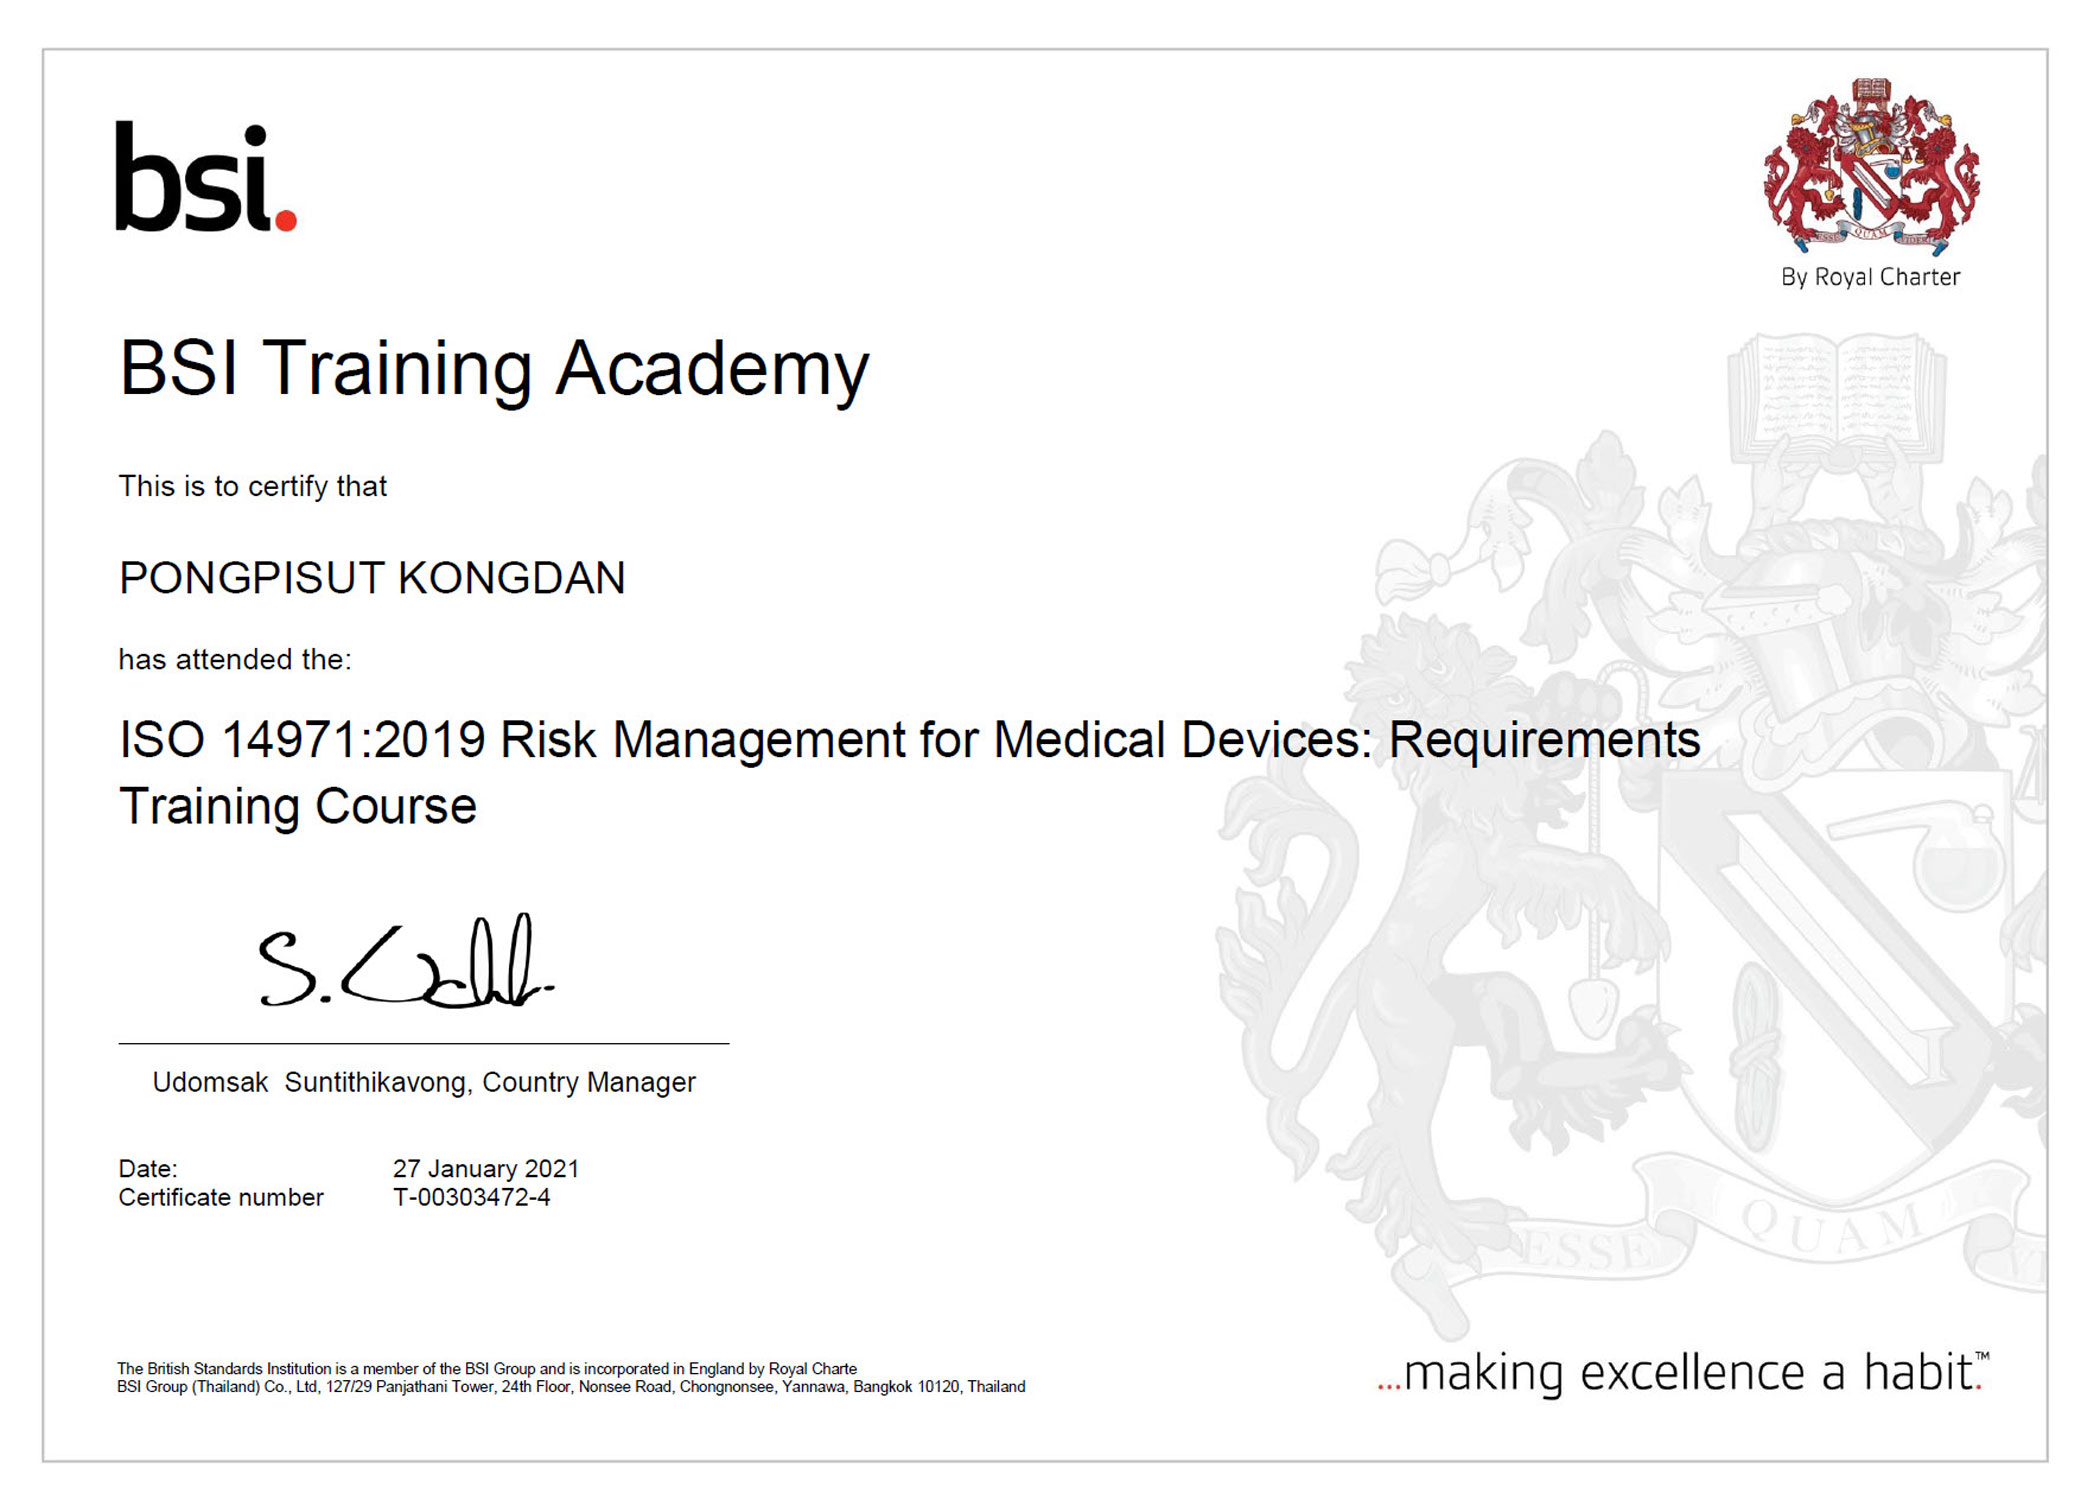 bsi.
By Royal Charter
BSI Training Academy
This is to certify that
PONGPISUT KONGDAN
has attended the:
ISO 14971:2019 Risk Management for Medical Devices: Requirements
Training Course
Udomsak  Suntithikavong, Country Manager
Date: 27 January 2021
Certificate number T-00303472-4
ESSE QUAM
The British Standards Institution is a member of the BSI Group and is incorporated in England by Royal Charte
BSI Group (Thailand) Co., Ltd, 127/29 Panjathani Tower, 24th Floor, Nonsee Road, Chongnonsee, Yannawa, Bangkok 10120, Thailand
...making excellence a habit.™